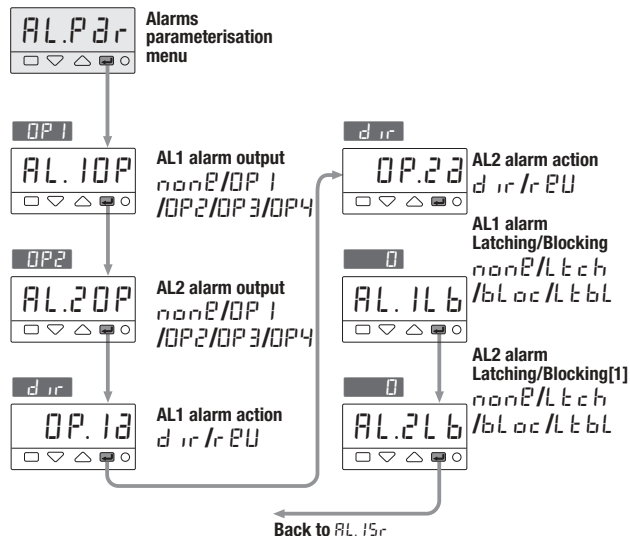 AL.PAr
Alarms
parameterisation
menu
OP1
AL.1OP
AL1 alarm output
nonE/OP1
/OP2/OP3/OP4
OP2
AL.2OP
AL2 alarm output
nonE/OP1
/OP2/OP3/OP4
dir
OP.1a
AL1 alarm action
dir/rEU
dir
OP.2a
AL2 alarm action
dir/rEU
AL1 alarm
Latching/Blocking
0
nonE/Ltch
AL.1Lb
/bLoc/LtbL
AL2 alarm
Latching/Blocking[1]
0
nonE/Ltch
AL.2Lb
/bLoc/LtbL
Back to AL.1Sr